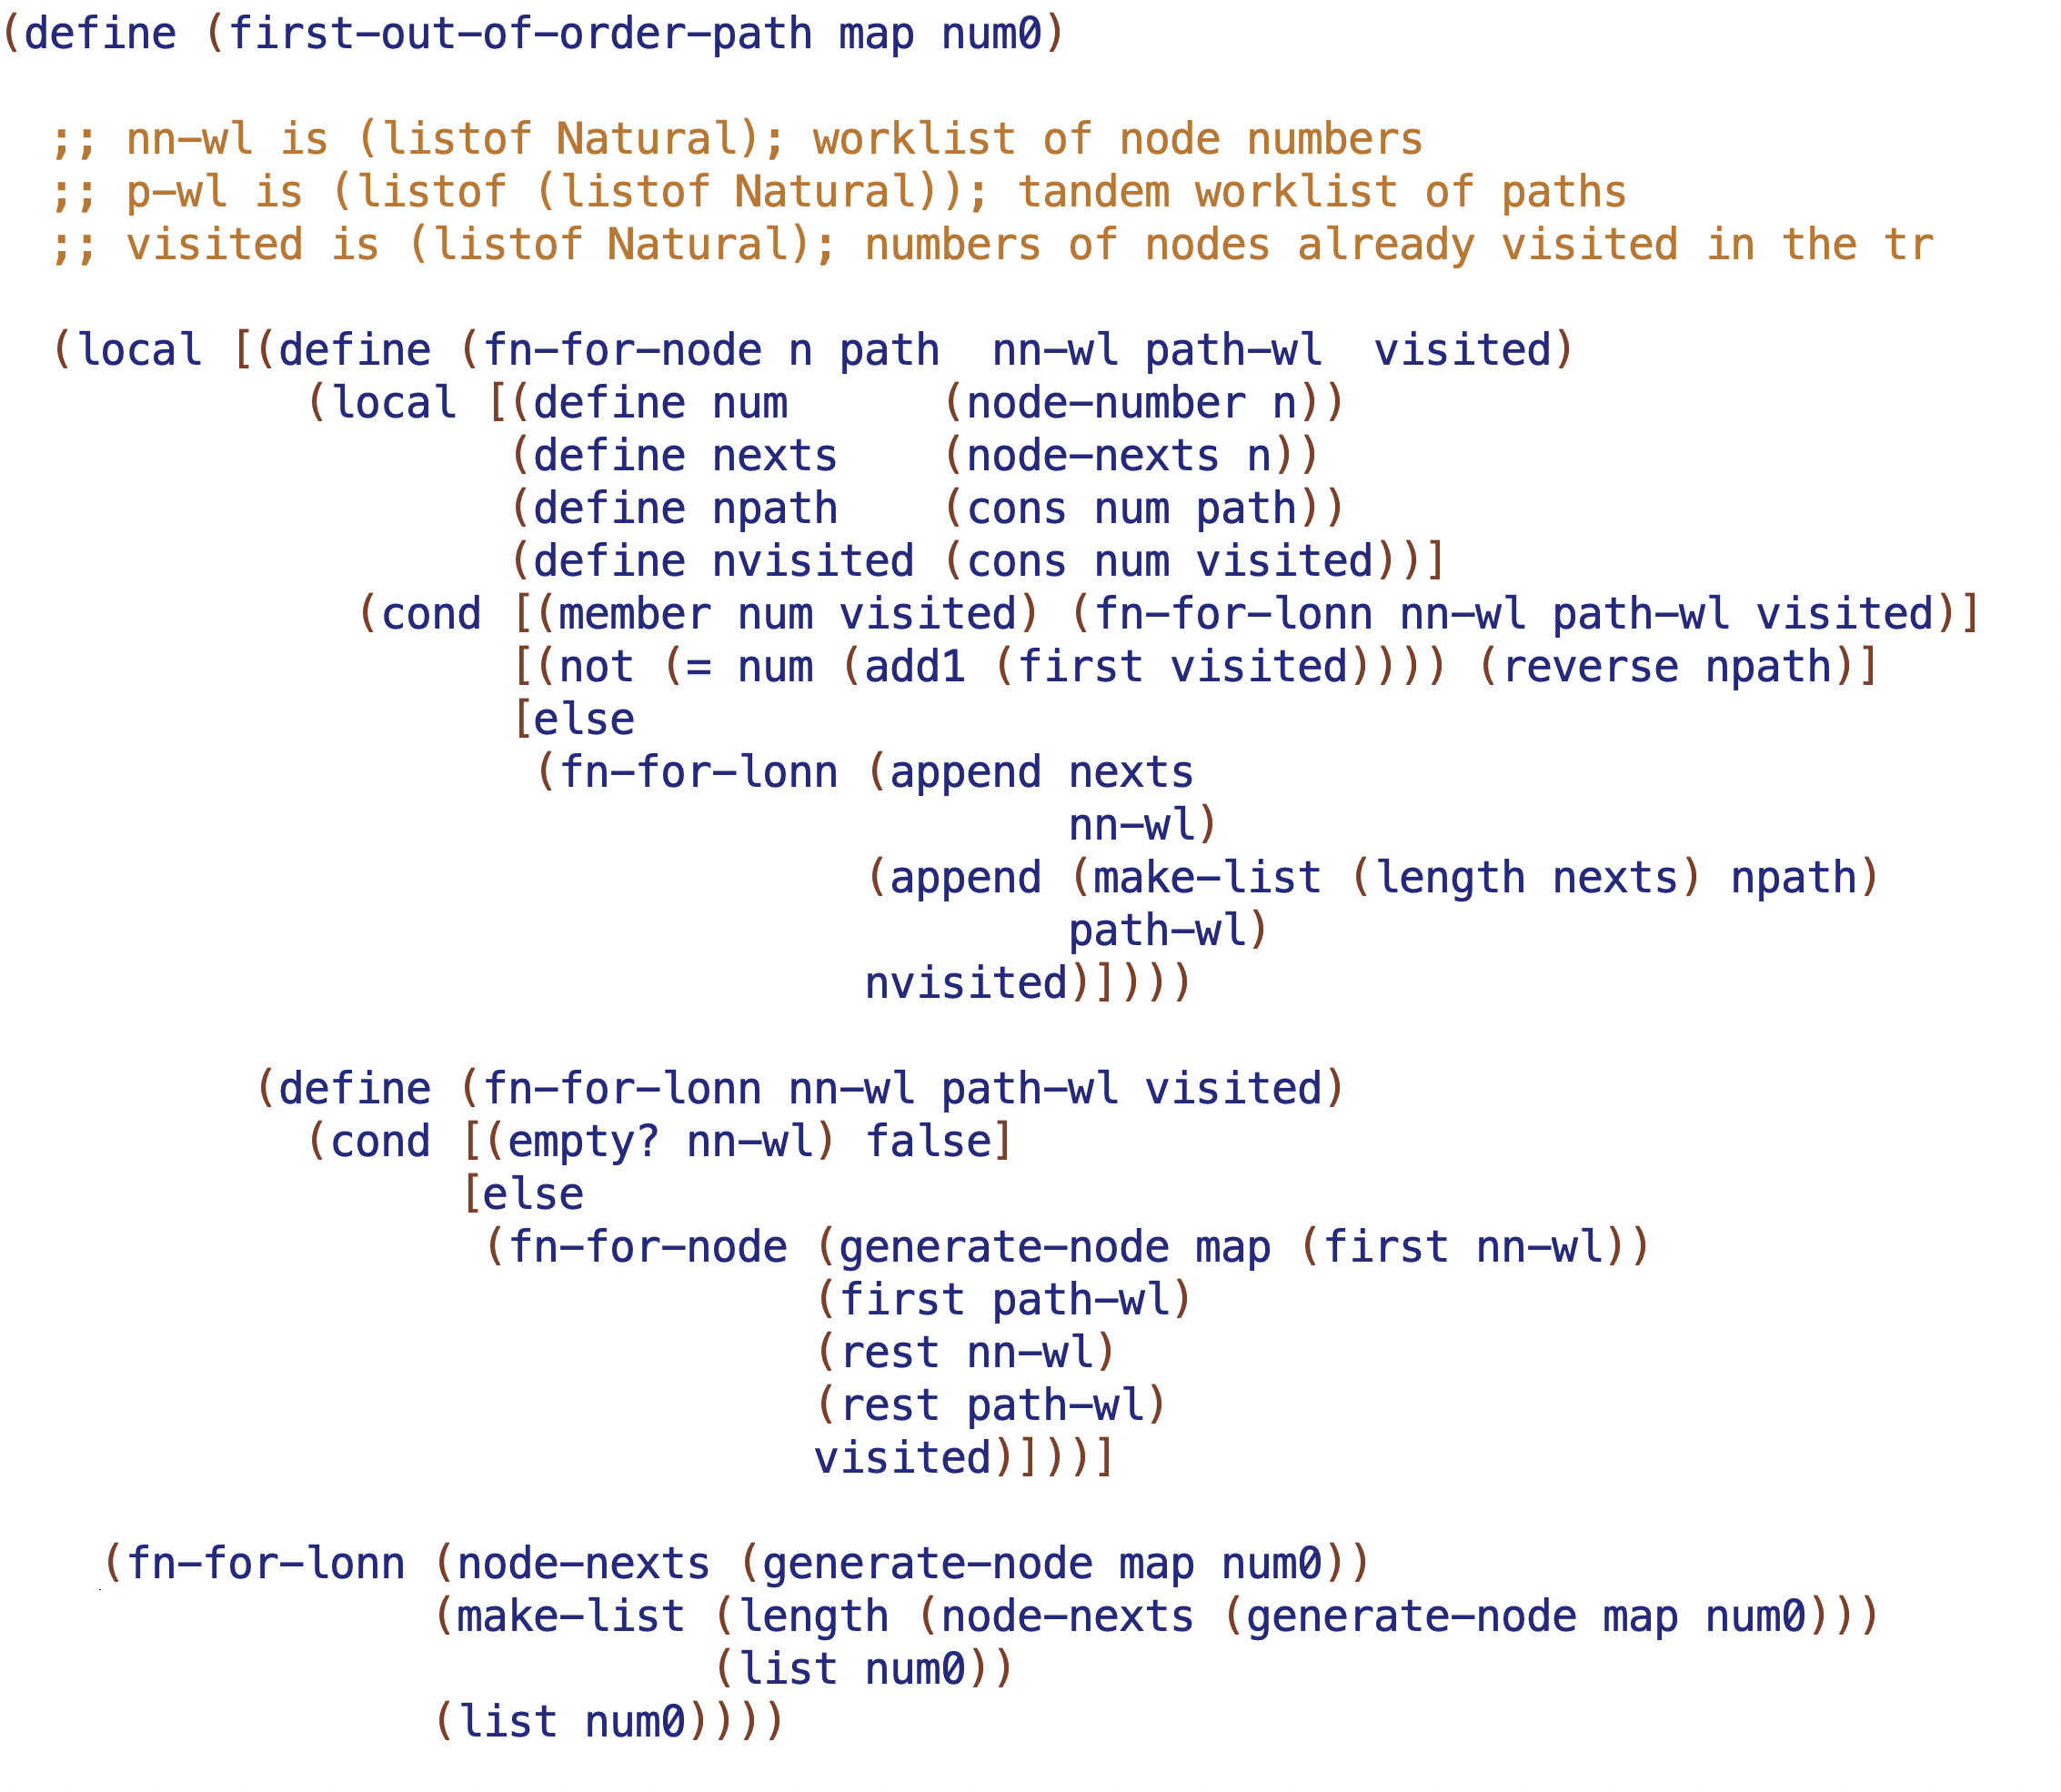 (define (first-out-of-order-path map num0)

  ;; nn-wl is (listof Natural); worklist of node numbers
  ;; p-wl is (listof (listof Natural)); tandem worklist of paths
  ;; visited is (listof Natural); numbers of nodes already visited in the tr

  (local [(define (fn-for-node n path  nn-wl path-wl  visited)
            (local [(define num      (node-number n))
                    (define nexts    (node-nexts n))
                    (define npath    (cons num path))
                    (define nvisited (cons num visited))]
              (cond [(member num visited) (fn-for-lonn nn-wl path-wl visited)]
                    [(not (= num (add1 (first visited)))) (reverse npath)]
                    [else
                     (fn-for-lonn (append nexts
                                          nn-wl)
                                  (append (make-list (length nexts) npath)
                                          path-wl)
                                  nvisited)])))

          (define (fn-for-lonn nn-wl path-wl visited)
            (cond [(empty? nn-wl) false]
                  [else
                   (fn-for-node (generate-node map (first nn-wl))
                                (first path-wl)
                                (rest nn-wl)
                                (rest path-wl)
                                visited)]))]

    (fn-for-lonn (node-nexts (generate-node map num0))
                 (make-list (length (node-nexts (generate-node map num0)))
                            (list num0))
                 (list num0))))